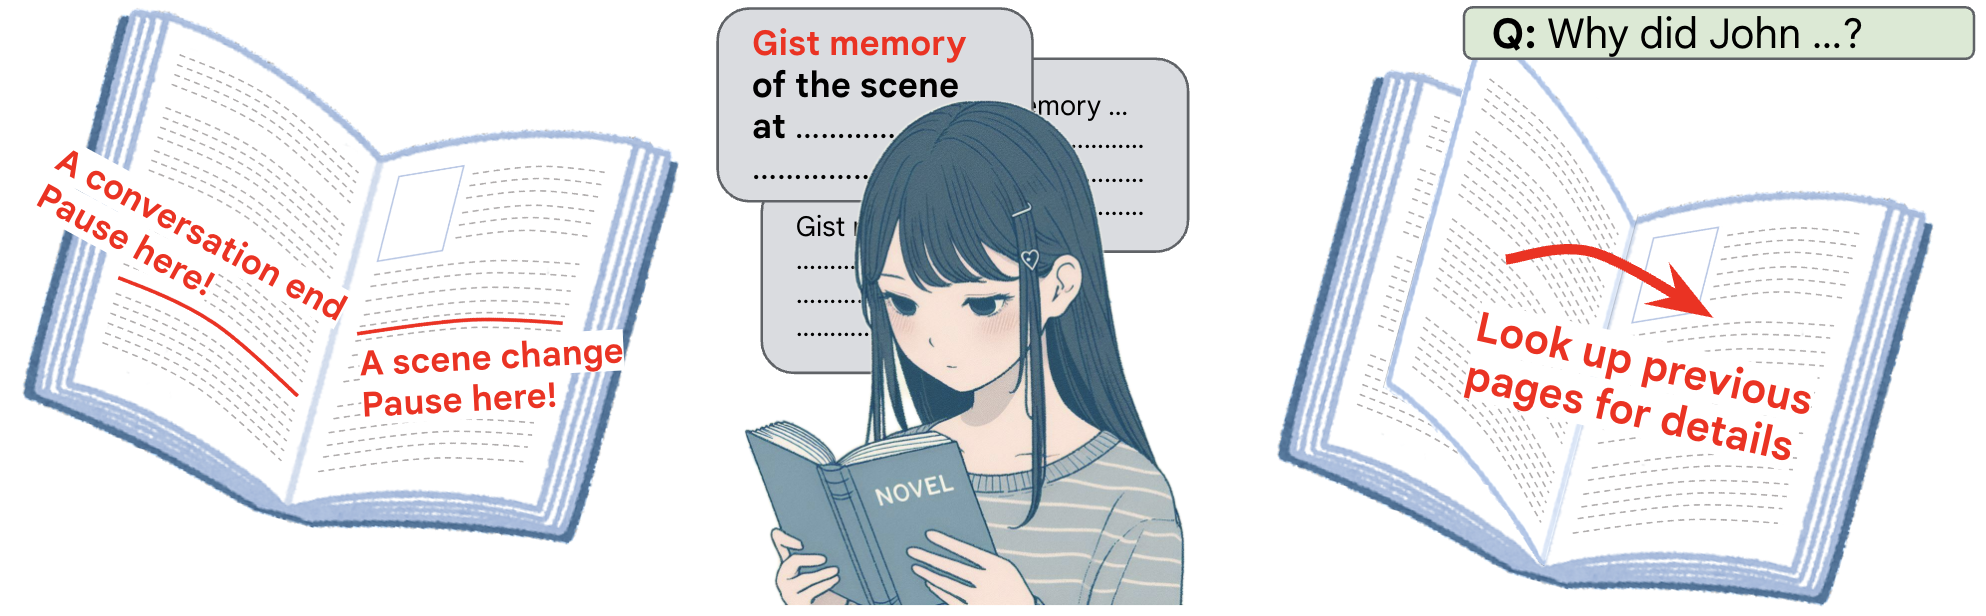 A conversation end
Pause here!
A scene change
Pause here!
Gist memory
of the scene
at ............
................
emory ...
Gist
NOVEL
Q: Why did John ...?
Look up previous
pages for details